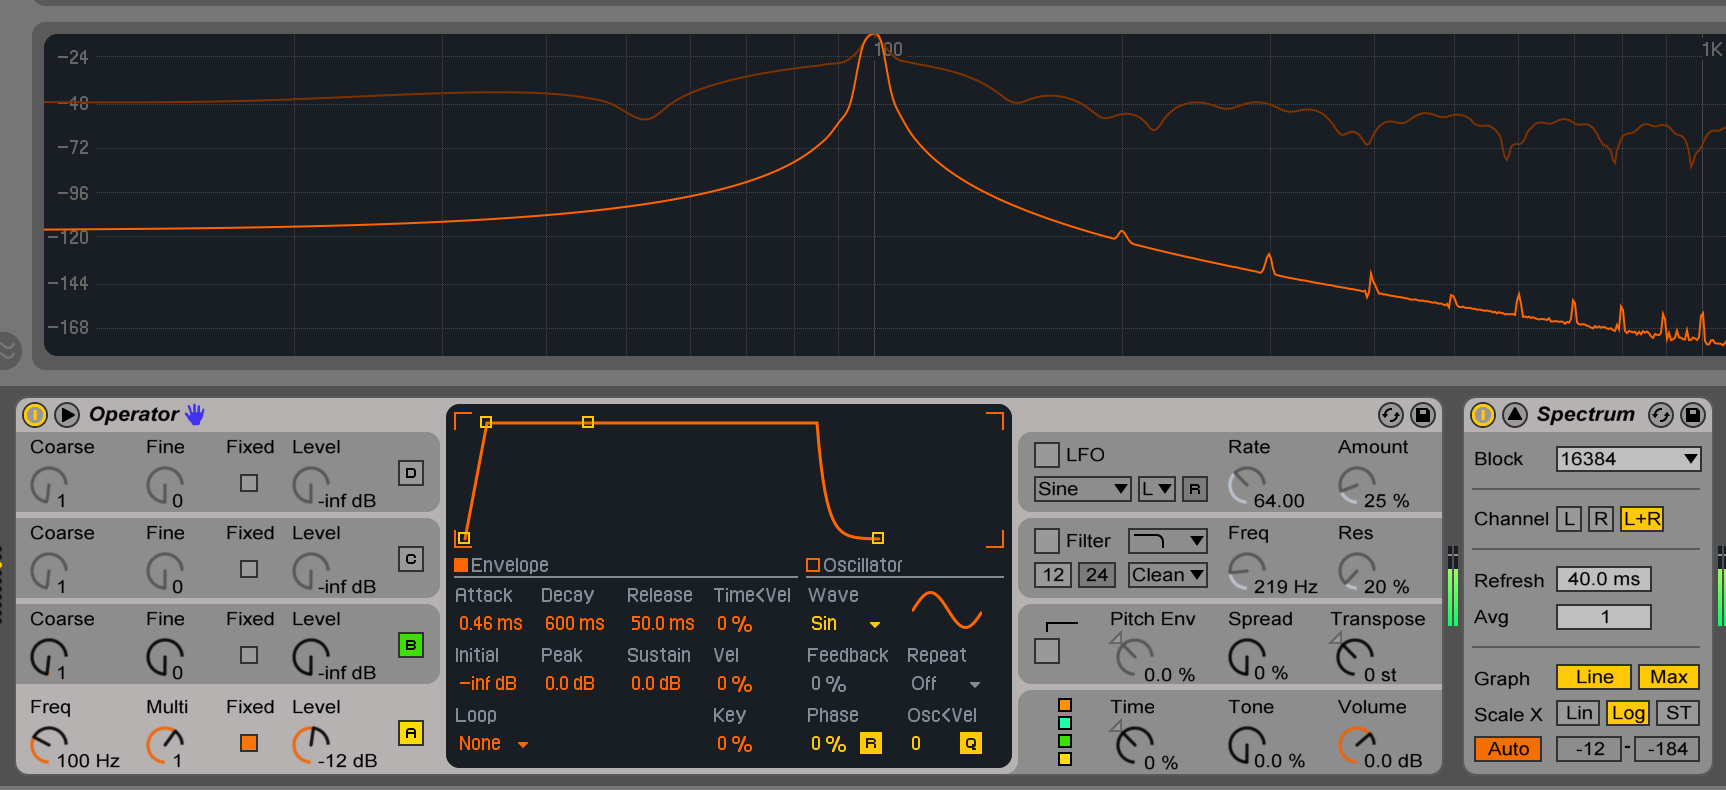 100
1K
-24
-48
-72
-96
-120
-144
-168
Operator
Coarse Fine Fixed Level
1 0 -inf dB D
Coarse Fine Fixed Level
1 0 -inf dB C
Coarse Fine Fixed Level
1 0 -inf dB B
Freq Multi Fixed Level
100 Hz 1 -12 dB A
Envelope Oscillator
Attack Decay Release Time<Vel Wave
0.46 ms 600 ms 50.0 ms 0 % Sin
Initial Peak Sustain Vel Feedback Repeat
-inf dB 0.0 dB 0.0 dB 0 % 0 % Off
Loop Key Phase Osc<Vel
None 0 % 0 % R 0 Q
LFO Rate Amount
Sine L R 64.00 25 %
Filter Freq Res
12 24 Clean 219 Hz 20 %
Pitch Env Spread Transpose
0.0 % 0 % 0 st
Time Tone Volume
0 % 0.0 % 0.0 dB
Spectrum
Block 16384
Channel L R L+R
Refresh 40.0 ms
Avg 1
Graph Line Max
Scale X Lin Log ST
Auto -12 - -184